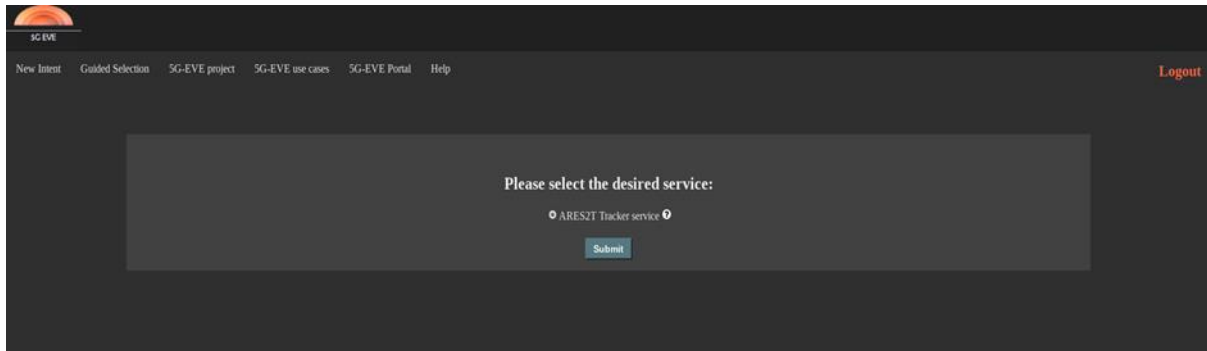 5G EVE
New Intent Guided Selection 5G-EVE project 5G-EVE use cases 5G-EVE Portal Help Logout
Please select the desired service:
ARES2T Tracker service ?
Submit